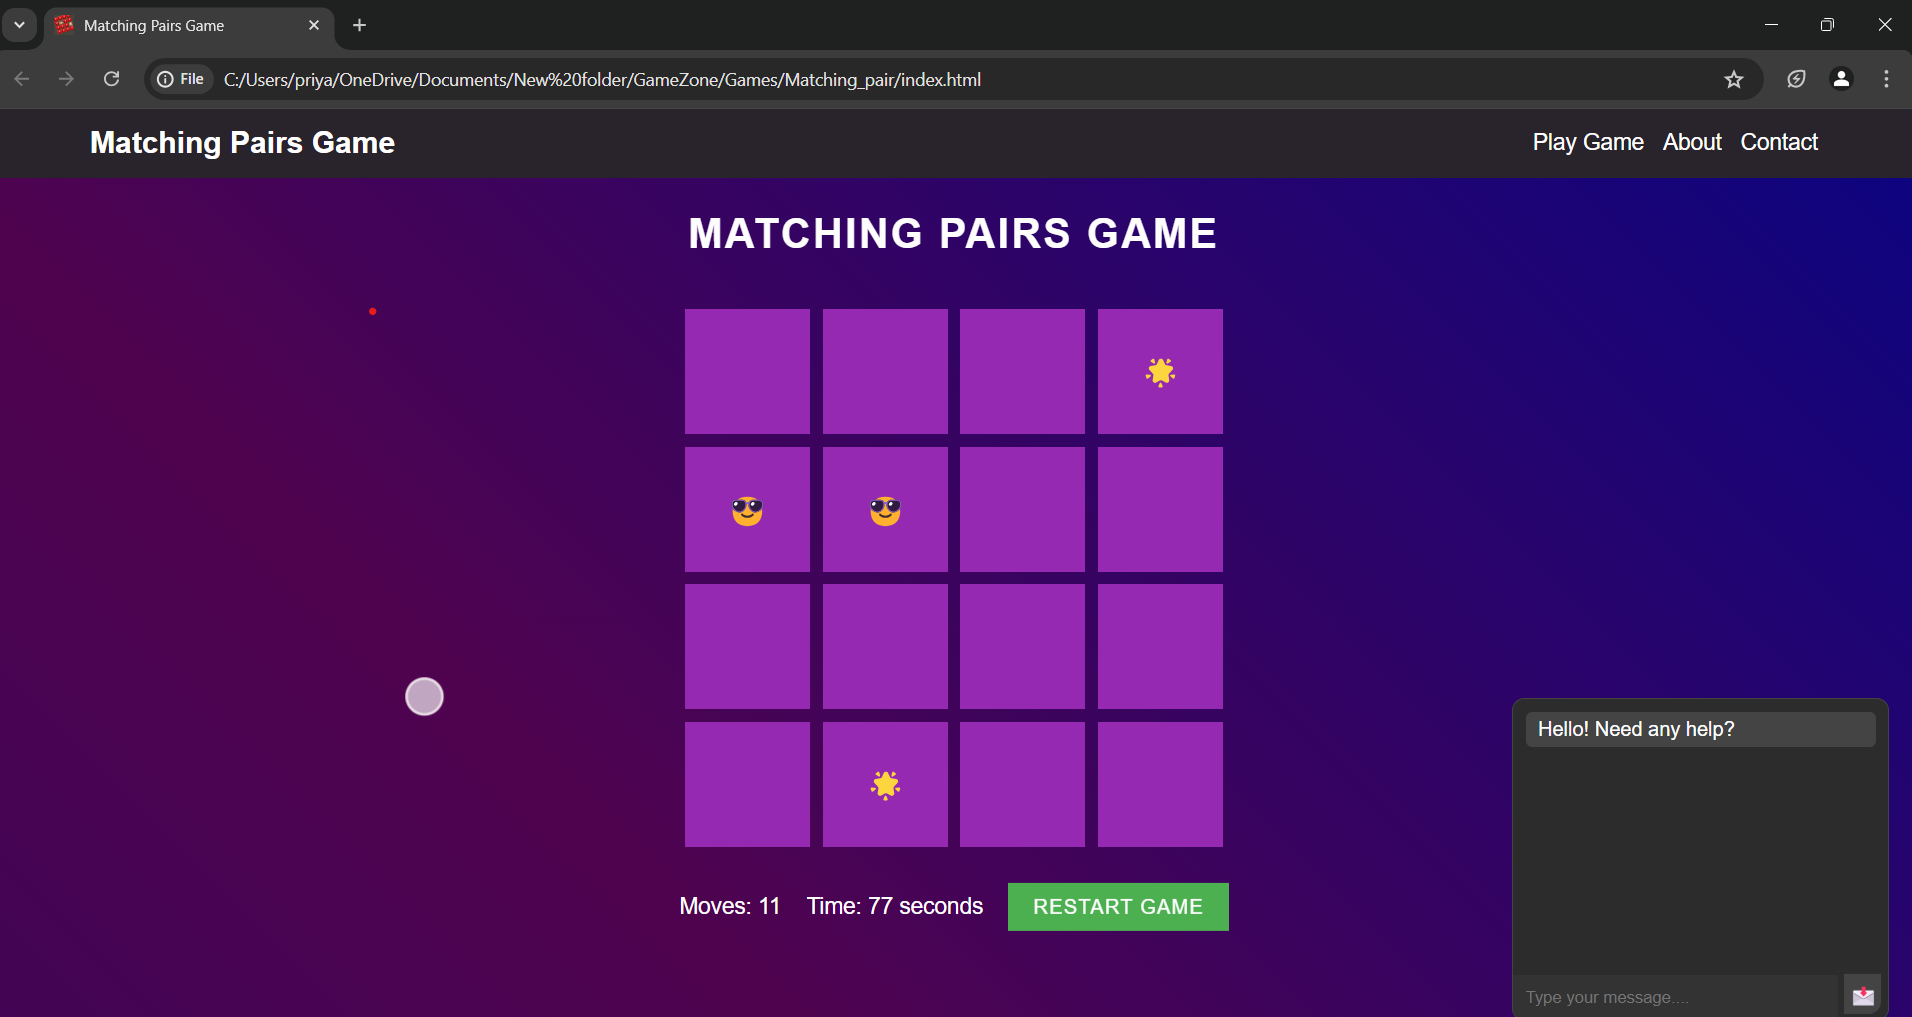 Matching Pairs Game
File C:/Users/priya/OneDrive/Documents/New%20folder/GameZone/Games/Matching_pair/index.html
Matching Pairs Game Play Game About Contact
MATCHING PAIRS GAME
Hello! Need any help?
Moves: 11 Time: 77 seconds RESTART GAME
Type your message....